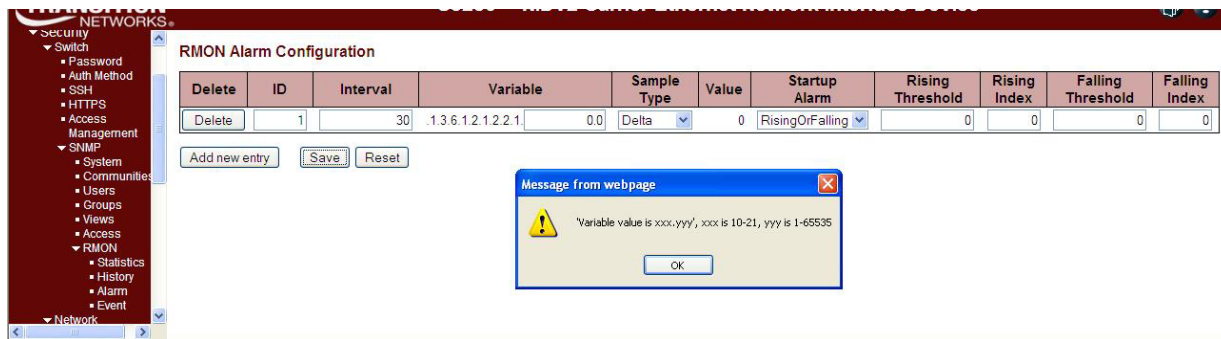 NETWORKS®
Security
Switch
Password
Auth Method
SSH
HTTPS
Access
Management
SNMP
System
Communities
Users
Groups
Views
Access
RMON
Statistics
History
Alarm
Event
Network
RMON Alarm Configuration
Delete ID Interval Variable Sample Type Value Startup Alarm Rising Threshold Rising Index Falling Threshold Falling Index
Delete 1 30 .1.3.6.1.2.1.2.2.1. 0.0 Delta 0 RisingOrFalling 0 0 0 0
Add new entry Save Reset
Message from webpage
'Variable value is xxx.yyy', xxx is 10-21, yyy is 1-65535
OK